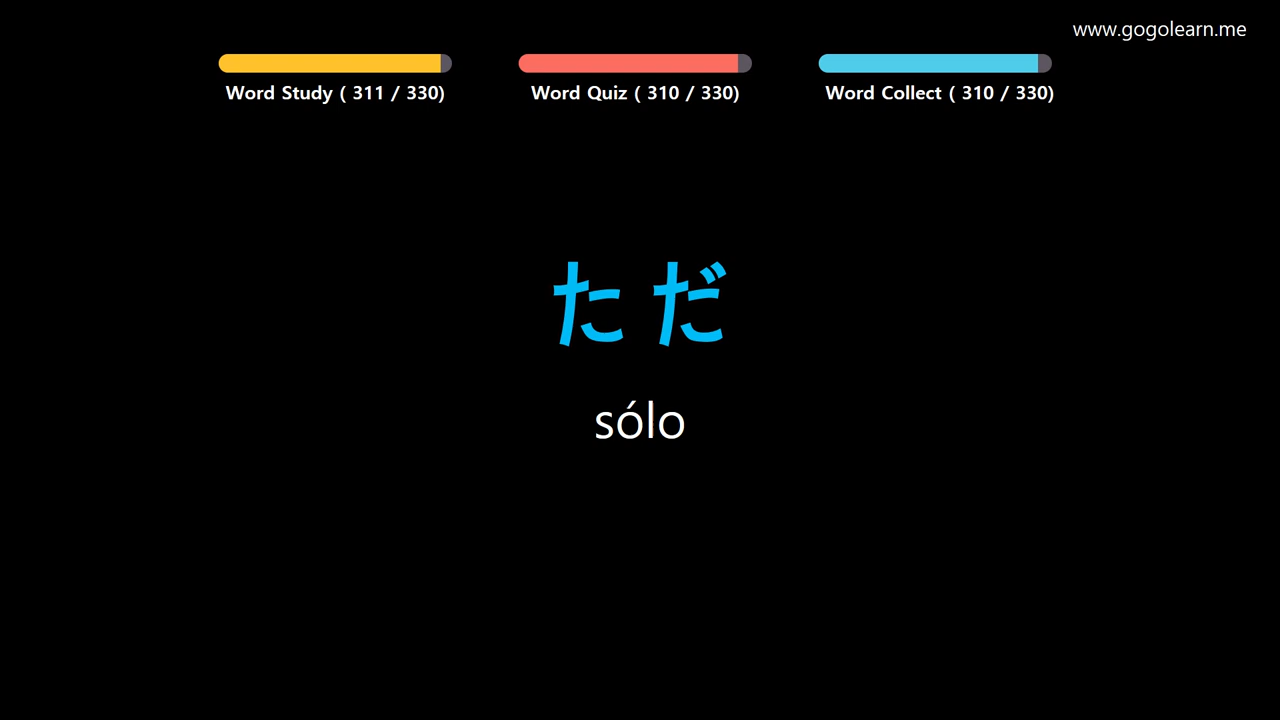 www.gogolearn.me
Word Study ( 311 / 330)
Word Quiz ( 310 / 330)
Word Collect ( 310 / 330)
ただ
sólo